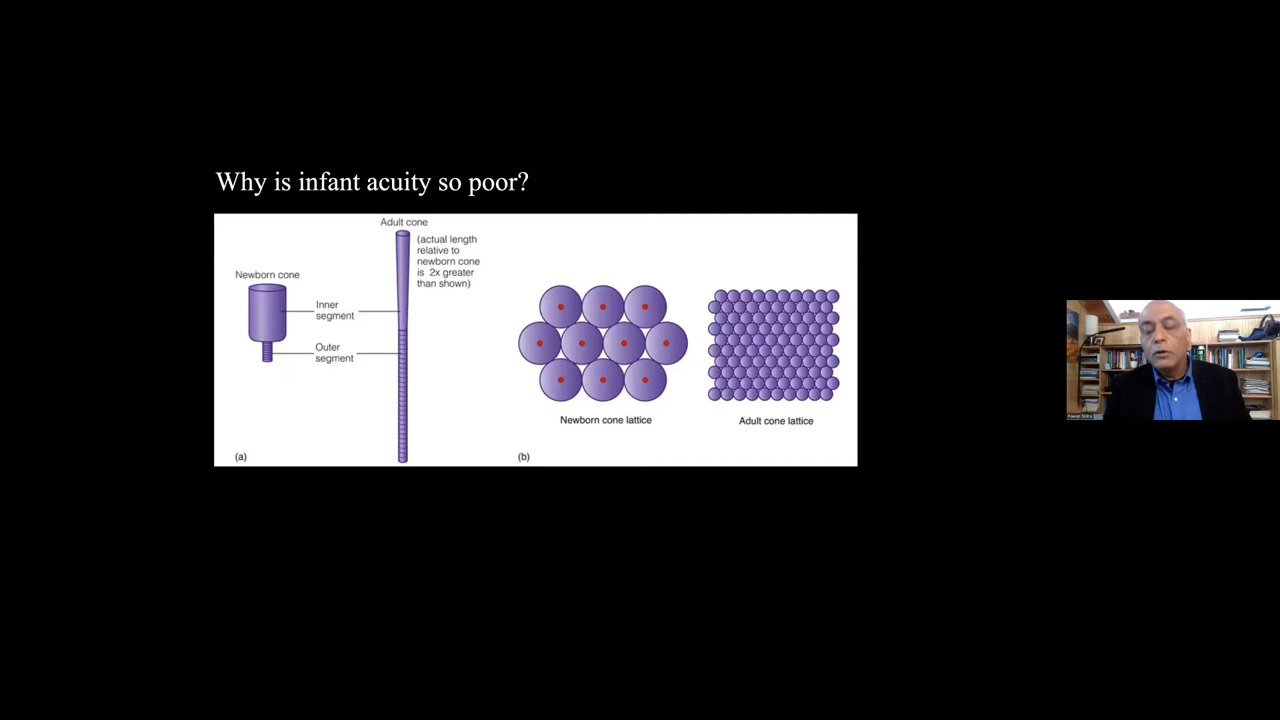 Why is infant acuity so poor?
Adult cone
(actual length
relative to
newborn cone
is 2x greater
than shown)
Newborn cone
Inner
segment
Outer
segment
(a)
Newborn cone lattice
Adult cone lattice
(b)